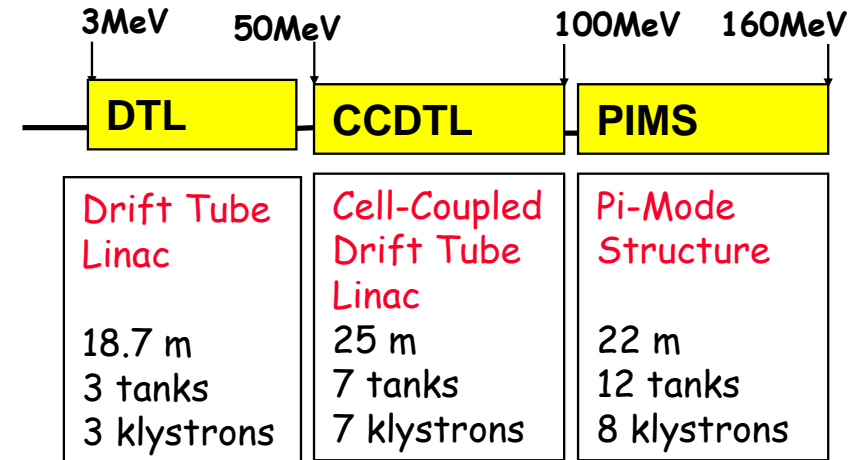 3MeV 50MeV 100MeV 160MeV
DTL CCDTL PIMS
Drift Tube
Linac
18.7 m
3 tanks
3 klystrons
Cell-Coupled
Drift Tube
Linac
25 m
7 tanks
7 klystrons
Pi-Mode
Structure
22 m
12 tanks
8 klystrons